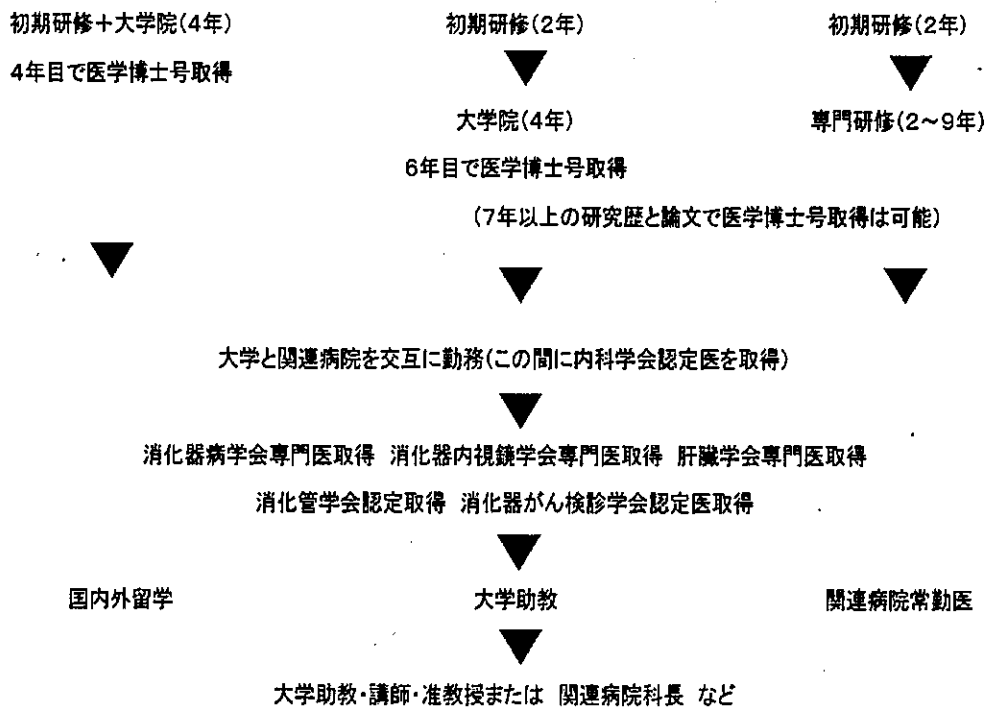 初期研修＋大学院(4年) 初期研修(2年) 初期研修(2年)
4年目で医学博士号取得
大学院(4年) 専門研修(2～9年)
6年目で医学博士号取得
(7年以上の研究歴と論文で医学博士号取得は可能)
大学と関連病院を交互に勤務(この間に内科学会認定医を取得)
消化器病学会専門医取得 消化器内視鏡学会専門医取得 肝臓学会専門医取得
消化管学会認定取得 消化器がん検診学会認定医取得
国内外留学 大学助教 関連病院常勤医
大学助教・講師・准教授または 関連病院科長 など